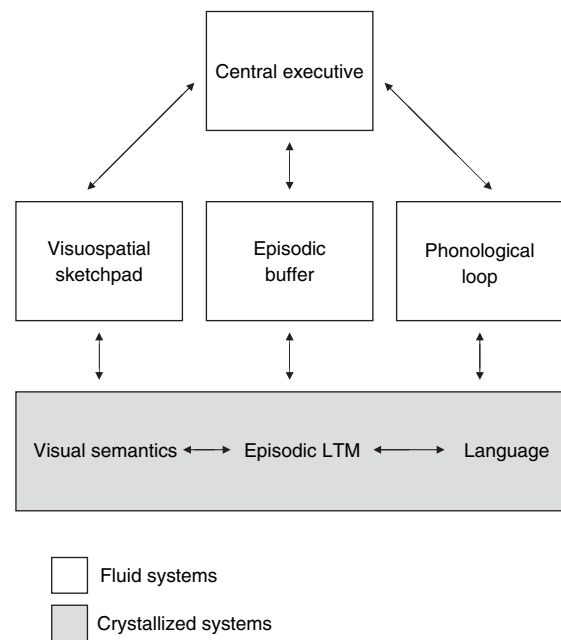 Central executive
Visuospatial
sketchpad
Episodic
buffer
Phonological
loop
Visual semantics
Episodic LTM
Language
Fluid systems
Crystallized systems